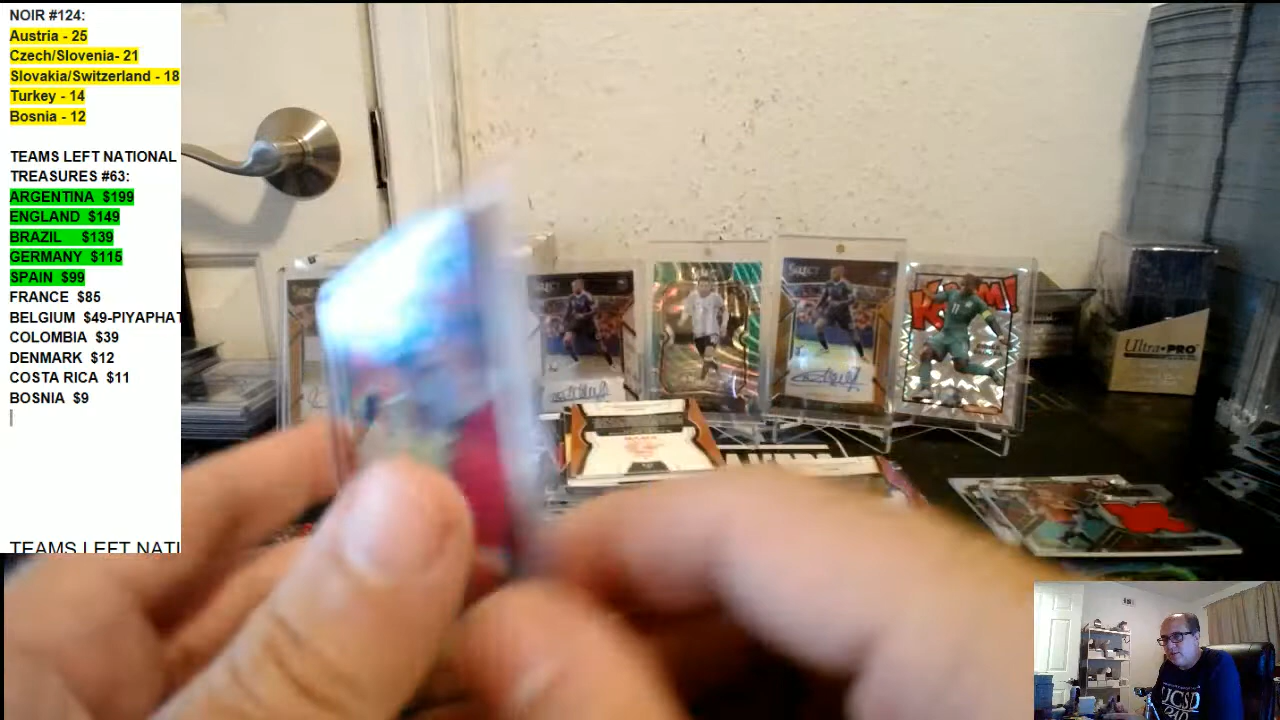 NOIR #124:
Austria - 25
Czech/Slovenia- 21
Slovakia/Switzerland - 18
Turkey - 14
Bosnia - 12
TEAMS LEFT NATIONAL
TREASURES #63:
ARGENTINA $199
ENGLAND $149
BRAZIL $139
GERMANY $115
SPAIN $99
FRANCE $85
BELGIUM $49-PIYAPHAT
COLOMBIA $39
DENMARK $12
COSTA RICA $11
BOSNIA $9
TEAMS LEFT NATI
SELECT
SELECT
Ultra·PRO
UCSD